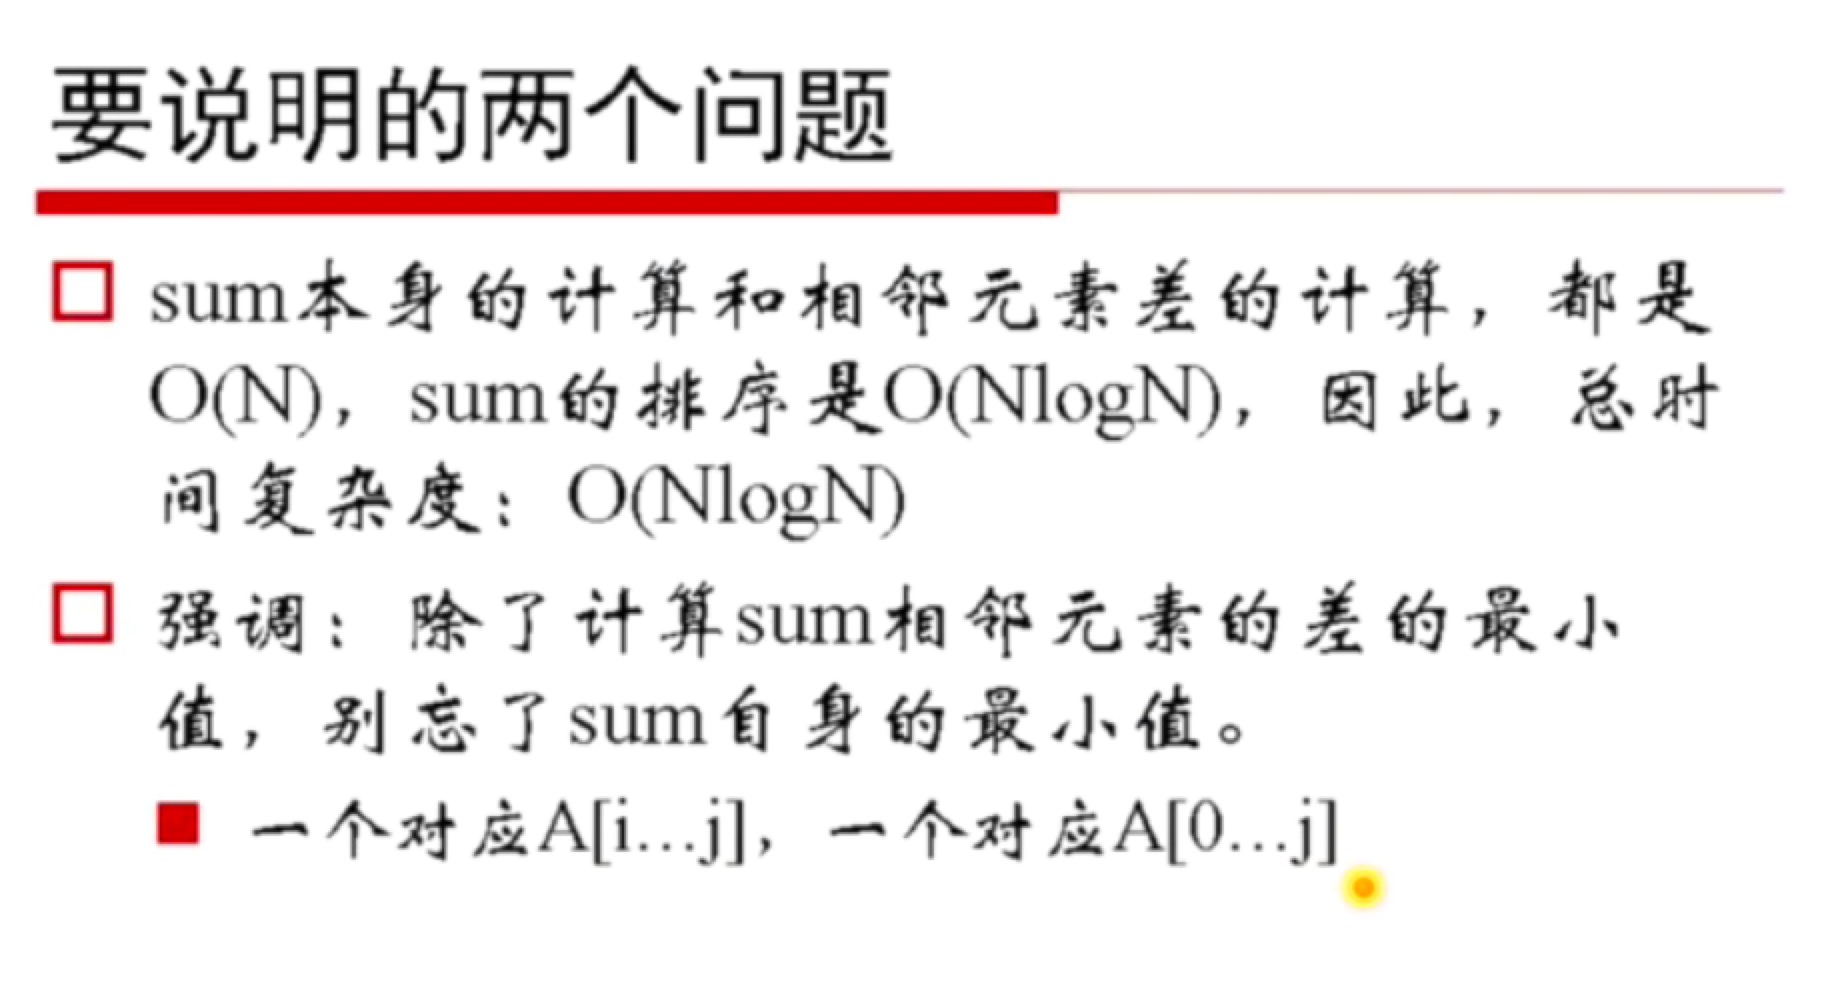 要说明的两个问题
sum本身的计算和相邻元素差的计算，都是
O(N)，sum的排序是O(NlogN)，因此，总时
间复杂度：O(NlogN)
强调：除了计算sum相邻元素的差的最小
值，别忘了sum自身的最小值。
一个对应A[i…j]，一个对应A[0…j]